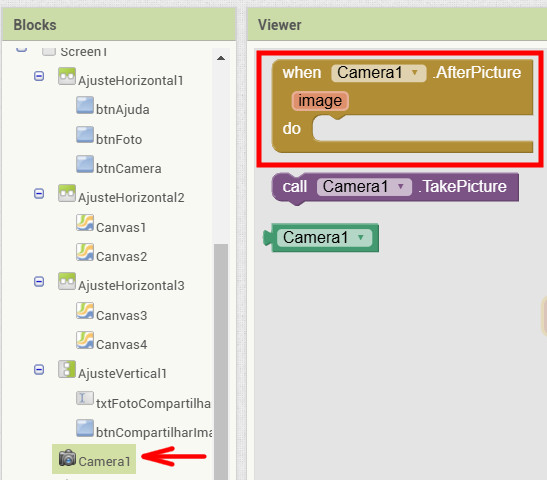 Blocks
Screen1
AjusteHorizontal1
btnAjuda
btnFoto
btnCamera
AjusteHorizontal2
Canvas1
Canvas2
AjusteHorizontal3
Canvas3
Canvas4
AjusteVertical1
txtFotoCompartilha
btnCompartilharIma
Camera1
Viewer
when Camera1 .AfterPicture
image
do
call Camera1 .TakePicture
Camera1